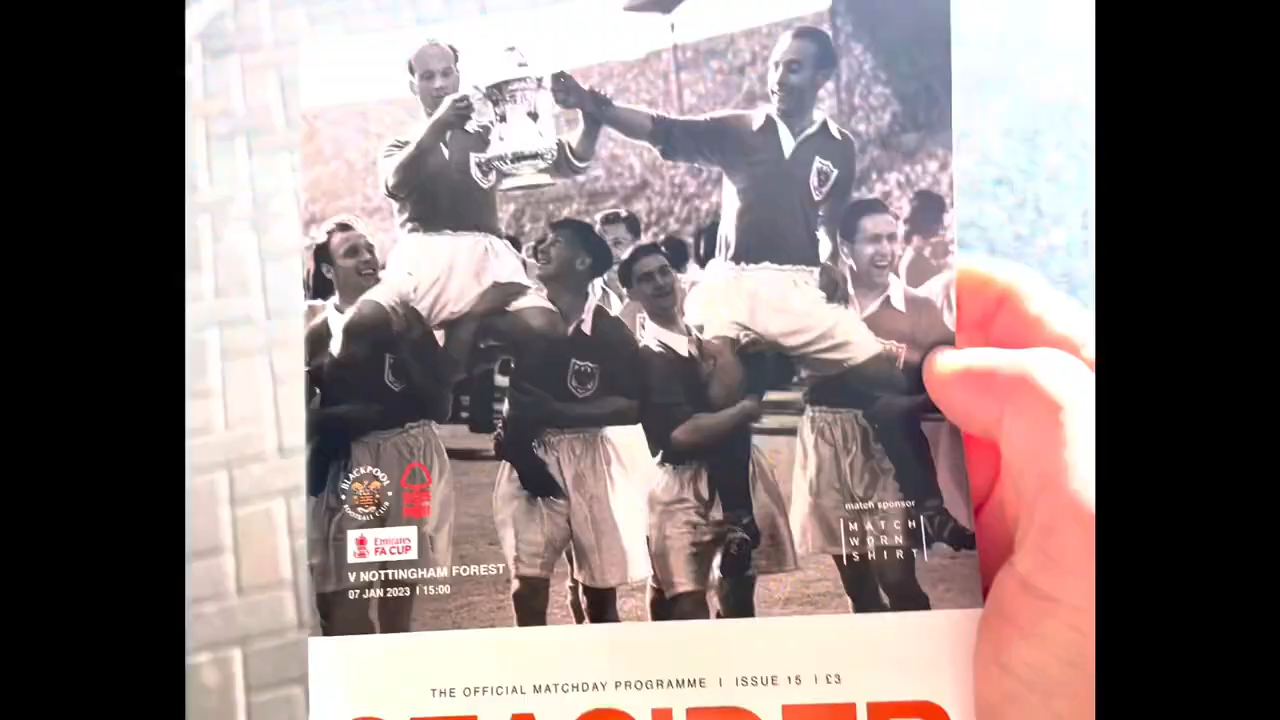 BLACKPOOL
FOOTBALL CLUB
Emirates
FA CUP
V NOTTINGHAM FOREST
07 JAN 2023 | 15:00
match sponsor
MATCH
WORN
SHIRT
THE OFFICIAL MATCHDAY PROGRAMME | ISSUE 15 | £3
SEASIDER